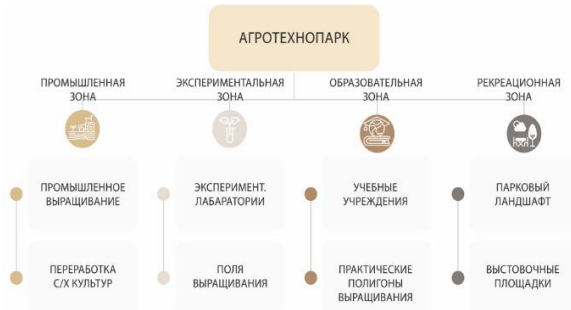 АГРОТЕХНОПАРК
ПРОМЫШЛЕННАЯ
ЗОНА
ЭКСПЕРИМЕНТАЛЬНАЯ
ЗОНА
ОБРАЗОВАТЕЛЬНАЯ
ЗОНА
РЕКРЕАЦИОННАЯ
ЗОНА
ПРОМЫШЛЕННОЕ
ВЫРАЩИВАНИЕ
ЭКСПЕРИМЕНТ.
ЛАБАРАТОРИИ
УЧЕБНЫЕ
УЧРЕЖДЕНИЯ
ПАРКОВЫЙ
ЛАНДШАФТ
ПЕРЕРАБОТКА
С/Х КУЛЬТУР
ПОЛЯ
ВЫРАЩИВАНИЯ
ПРАКТИЧЕСКИЕ
ПОЛИГОНЫ
ВЫРАЩИВАНИЯ
ВЫСТОВОЧНЫЕ
ПЛОЩАДКИ